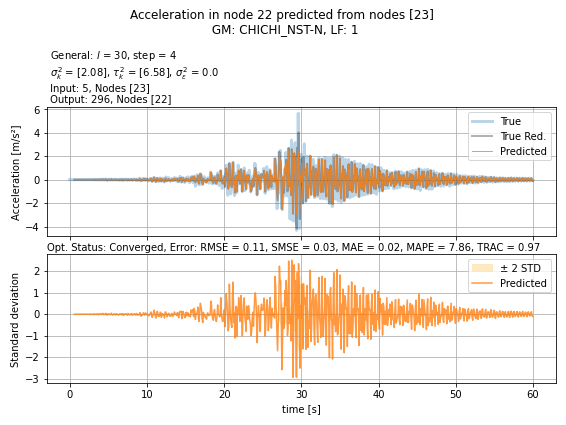 Acceleration in node 22 predicted from nodes [23]
GM: CHICHI_NST-N, LF: 1
General: l = 30, step = 4
σ²ₖ = [2.08], τ²ₖ = [6.58], σ²ε = 0.0
Input: 5, Nodes [23]
Output: 296, Nodes [22]
Acceleration [m/s²]
6
4
2
0
−2
−4
True
True Red.
Predicted
Opt. Status: Converged, Error: RMSE = 0.11, SMSE = 0.03, MAE = 0.02, MAPE = 7.86, TRAC = 0.97
Standard deviation
2
1
0
−1
−2
−3
± 2 STD
Predicted
0 10 20 30 40 50 60
time [s]